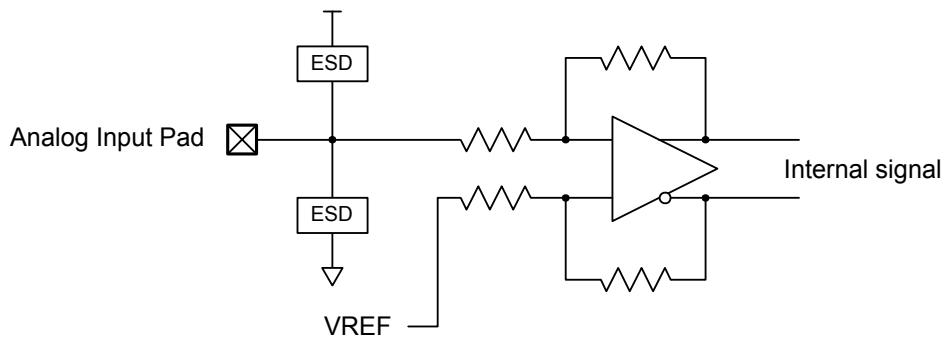 ESD
Analog Input Pad
Internal signal
ESD
VREF